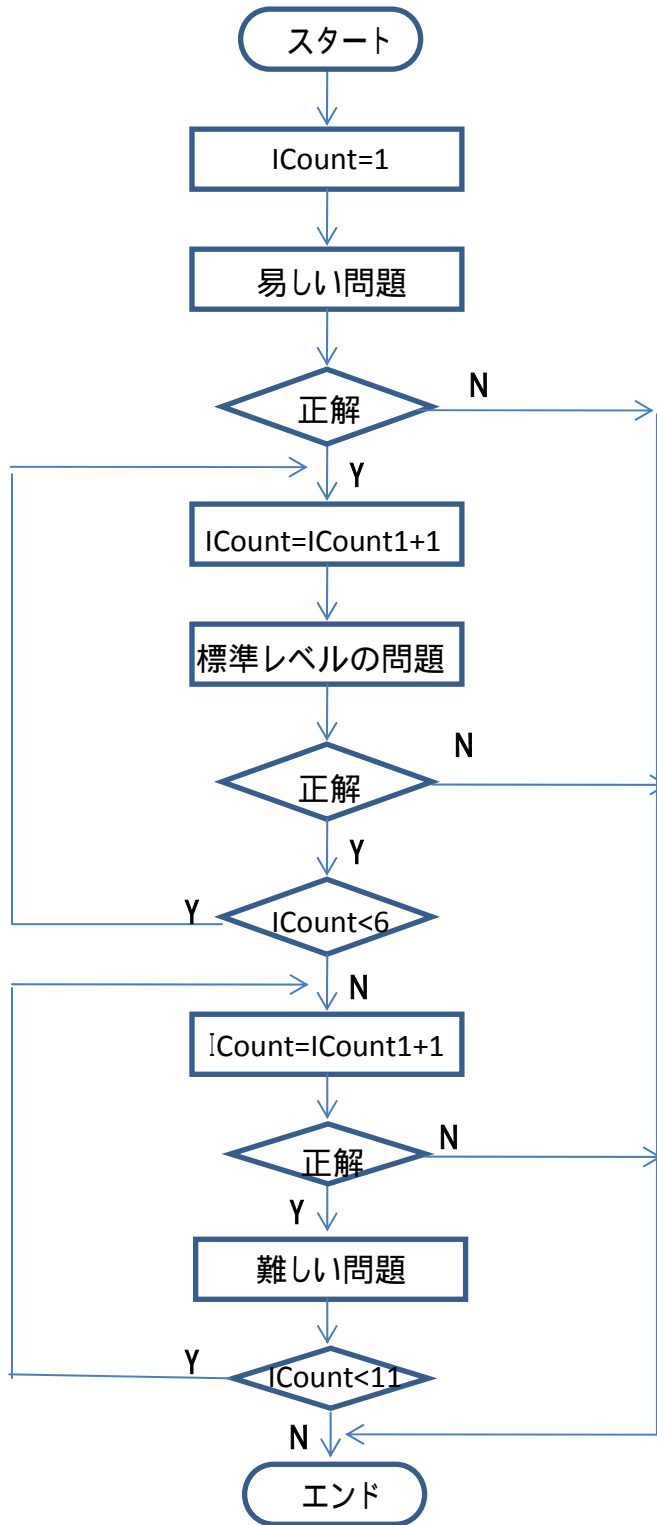 スタート
ICount=1
易しい問題
正解
N
Y
ICount=ICount1+1
標準レベルの問題
正解
N
Y
ICount<6
Y
N
ICount=ICount1+1
正解
N
Y
難しい問題
ICount<11
Y
N
エンド